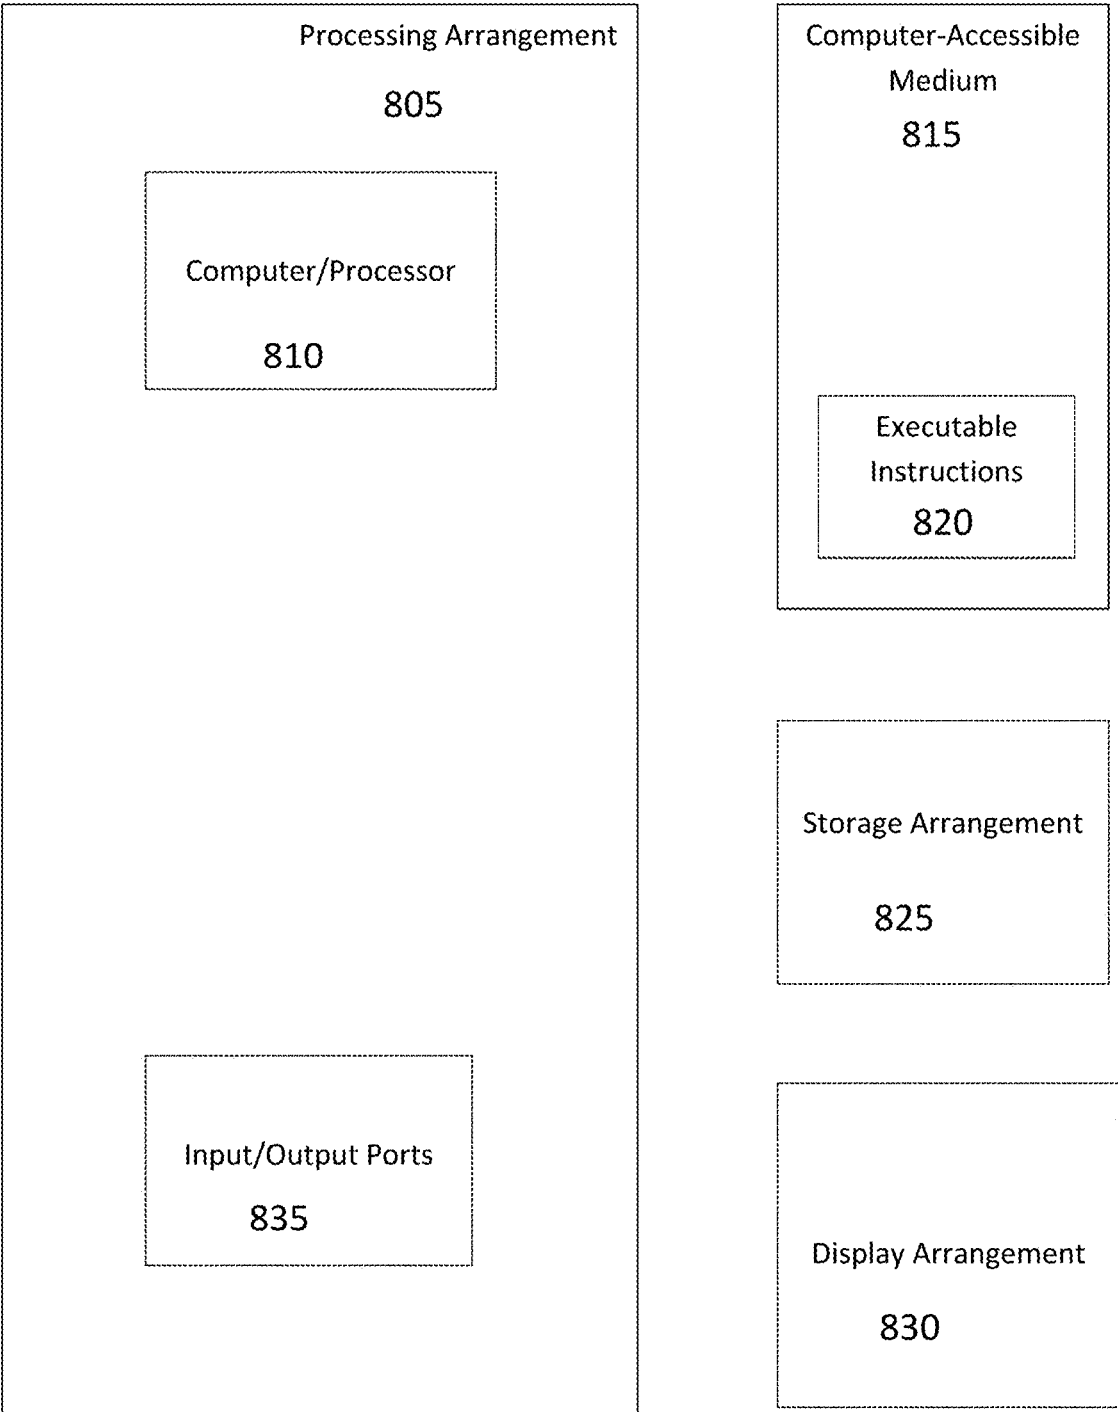 Processing Arrangement
805
Computer/Processor
810
Input/Output Ports
835
Computer-Accessible
Medium
815
Executable
Instructions
820
Storage Arrangement
825
Display Arrangement
830